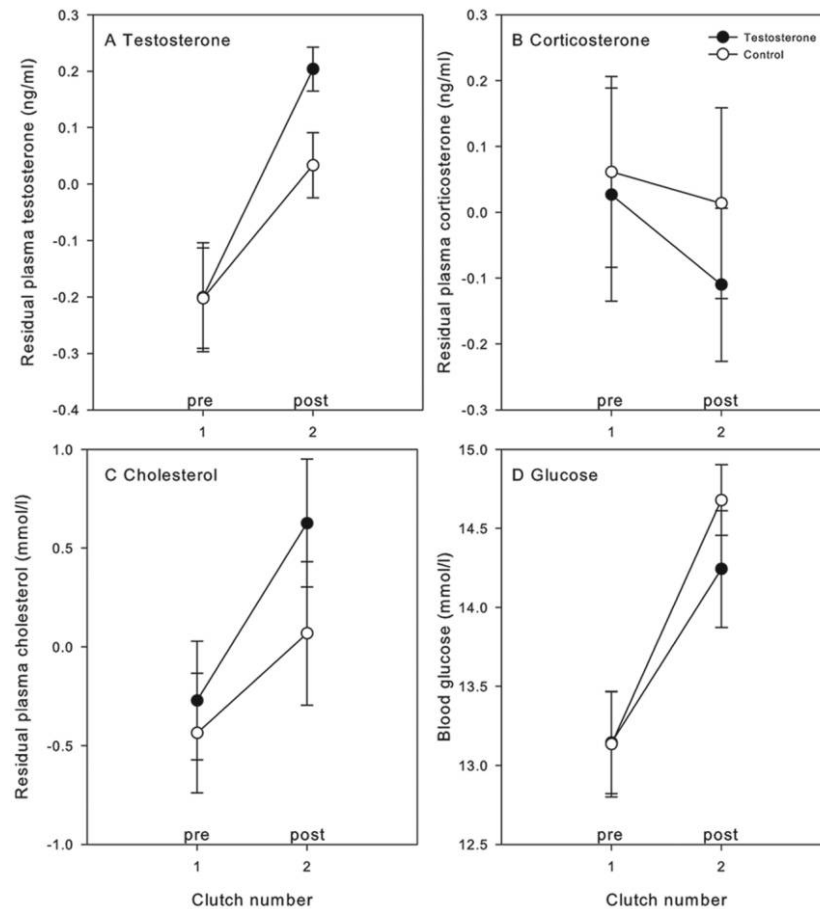 A Testosterone
Residual plasma testosterone (ng/ml)
0.3
0.2
0.1
0.0
-0.1
-0.2
-0.3
-0.4
pre
post
1
2
B Corticosterone
Testosterone
Control
Residual plasma corticosterone (ng/ml)
0.3
0.2
0.1
0.0
-0.1
-0.2
-0.3
pre
post
1
2
C Cholesterol
Residual plasma cholesterol (mmol/l)
1.0
0.5
0.0
-0.5
-1.0
pre
post
1
2
Clutch number
D Glucose
Blood glucose (mmol/l)
15.0
14.5
14.0
13.5
13.0
12.5
pre
post
1
2
Clutch number